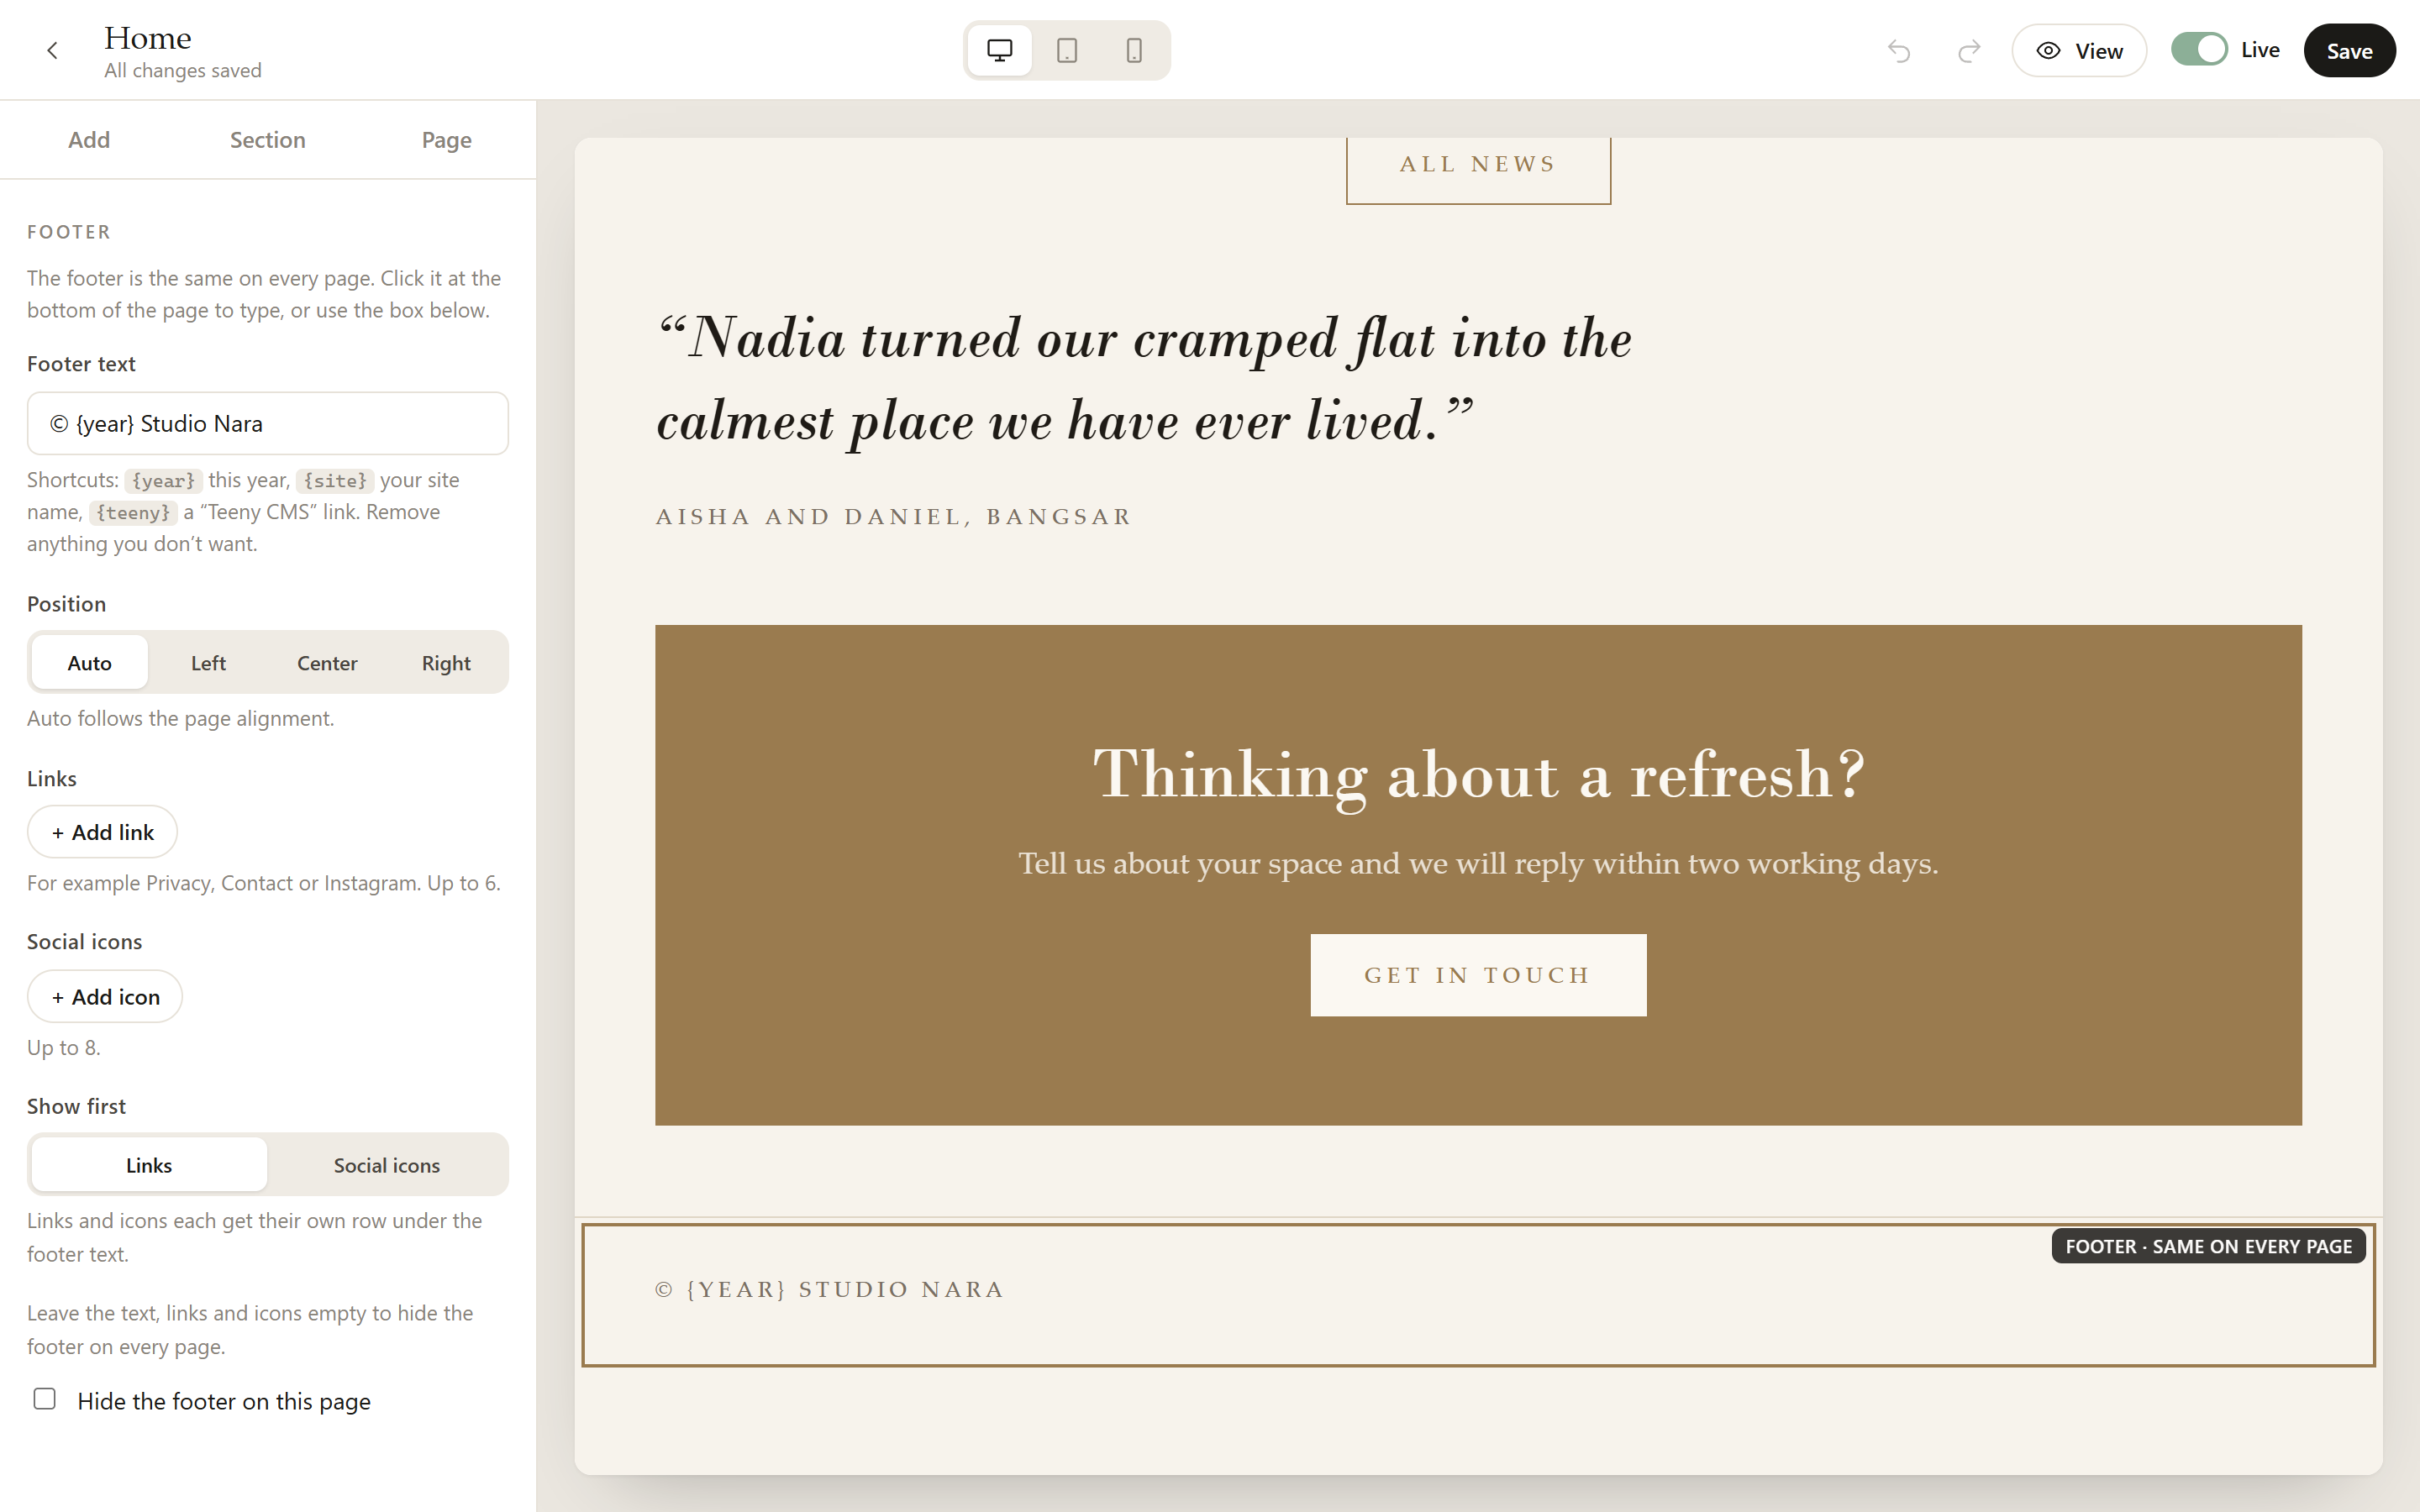 Home
All changes saved
View
Live
Save
Add
Section
Page
FOOTER
The footer is the same on every page. Click it at the
bottom of the page to type, or use the box below.
Footer text
© {year} Studio Nara
Shortcuts: {year} this year, {site} your site
name, {teeny} a “Teeny CMS” link. Remove
anything you don’t want.
Position
Auto
Left
Center
Right
Auto follows the page alignment.
Links
+ Add link
For example Privacy, Contact or Instagram. Up to 6.
Social icons
+ Add icon
Up to 8.
Show first
Links
Social icons
Links and icons each get their own row under the
footer text.
Leave the text, links and icons empty to hide the
footer on every page.
Hide the footer on this page
ALL NEWS
“Nadia turned our cramped flat into the
calmest place we have ever lived.”
AISHA AND DANIEL, BANGSAR
Thinking about a refresh?
Tell us about your space and we will reply within two working days.
GET IN TOUCH
FOOTER · SAME ON EVERY PAGE
© {YEAR} STUDIO NARA